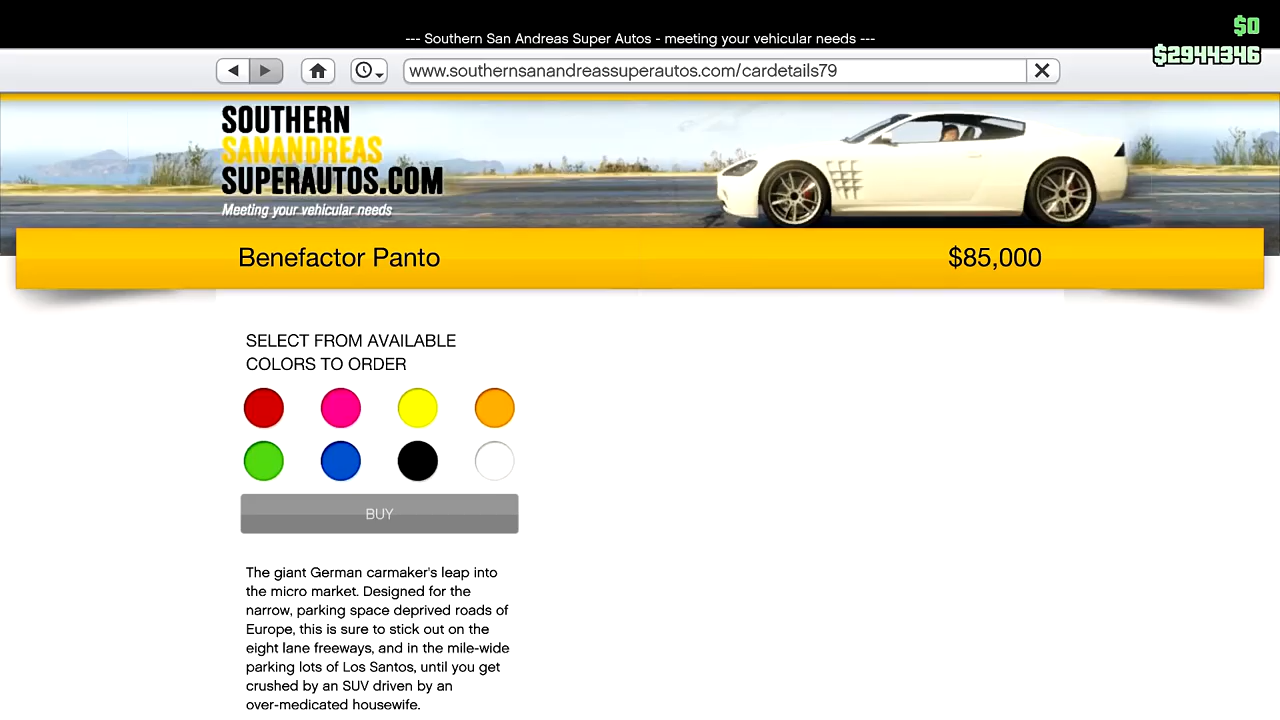 --- Southern San Andreas Super Autos - meeting your vehicular needs ---
$0
$2944346
www.southernsanandreassuperautos.com/cardetails79
SOUTHERN
SANANDREAS
SUPERAUTOS.COM
Meeting your vehicular needs
Benefactor Panto
$85,000
SELECT FROM AVAILABLE
COLORS TO ORDER
BUY
The giant German carmaker's leap into
the micro market. Designed for the
narrow, parking space deprived roads of
Europe, this is sure to stick out on the
eight lane freeways, and in the mile-wide
parking lots of Los Santos, until you get
crushed by an SUV driven by an
over-medicated housewife.